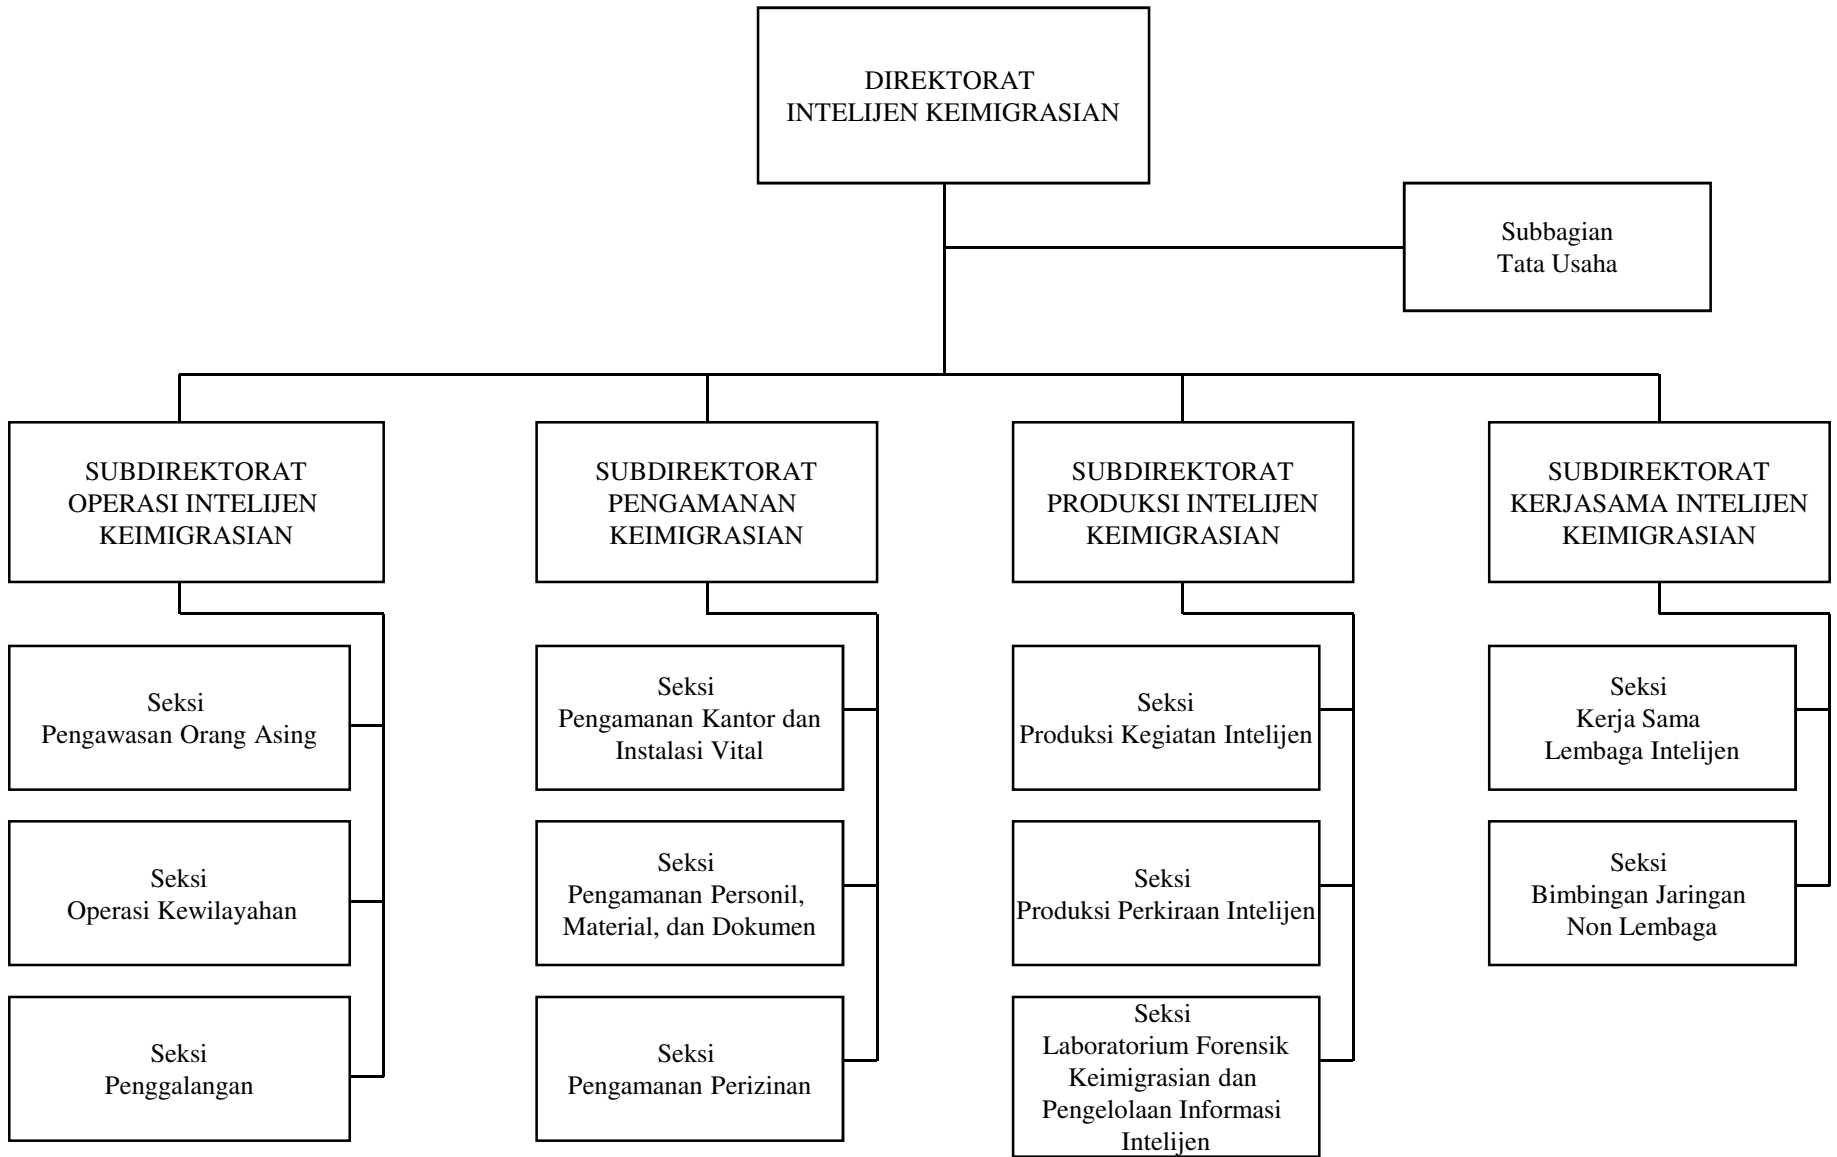 DIREKTORAT
INTELIJEN KEIMIGRASIAN
Subbagian
Tata Usaha
SUBDIREKTORAT
OPERASI INTELIJEN
KEIMIGRASIAN
SUBDIREKTORAT
PENGAMANAN
KEIMIGRASIAN
SUBDIREKTORAT
PRODUKSI INTELIJEN
KEIMIGRASIAN
SUBDIREKTORAT
KERJASAMA INTELIJEN
KEIMIGRASIAN
Seksi
Pengawasan Orang Asing
Seksi
Pengamanan Kantor dan
Instalasi Vital
Seksi
Produksi Kegiatan Intelijen
Seksi
Kerja Sama
Lembaga Intelijen
Seksi
Operasi Kewilayahan
Seksi
Pengamanan Personil,
Material, dan Dokumen
Seksi
Produksi Perkiraan Intelijen
Seksi
Bimbingan Jaringan
Non Lembaga
Seksi
Penggalangan
Seksi
Pengamanan Perizinan
Seksi
Laboratorium Forensik
Keimigrasian dan
Pengelolaan Informasi
Intelijen